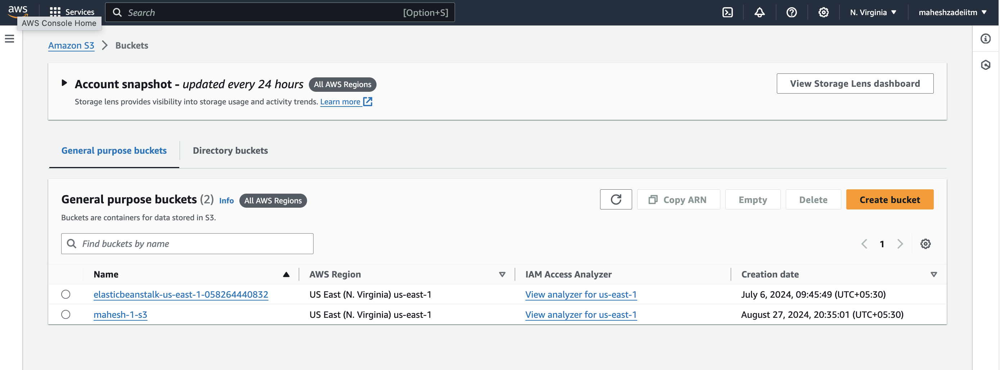 aws Services Search [Option+S] N. Virginia maheshzadeiitm
AWS Console Home
Amazon S3 Buckets
Account snapshot - updated every 24 hours All AWS Regions View Storage Lens dashboard
Storage lens provides visibility into storage usage and activity trends. Learn more
General purpose buckets Directory buckets
General purpose buckets (2) Info All AWS Regions Copy ARN Empty Delete Create bucket
Buckets are containers for data stored in S3.
Find buckets by name 1
Name AWS Region IAM Access Analyzer Creation date
elasticbeanstalk-us-east-1-058264440832 US East (N. Virginia) us-east-1 View analyzer for us-east-1 July 6, 2024, 09:45:49 (UTC+05:30)
mahesh-1-s3 US East (N. Virginia) us-east-1 View analyzer for us-east-1 August 27, 2024, 20:35:01 (UTC+05:30)